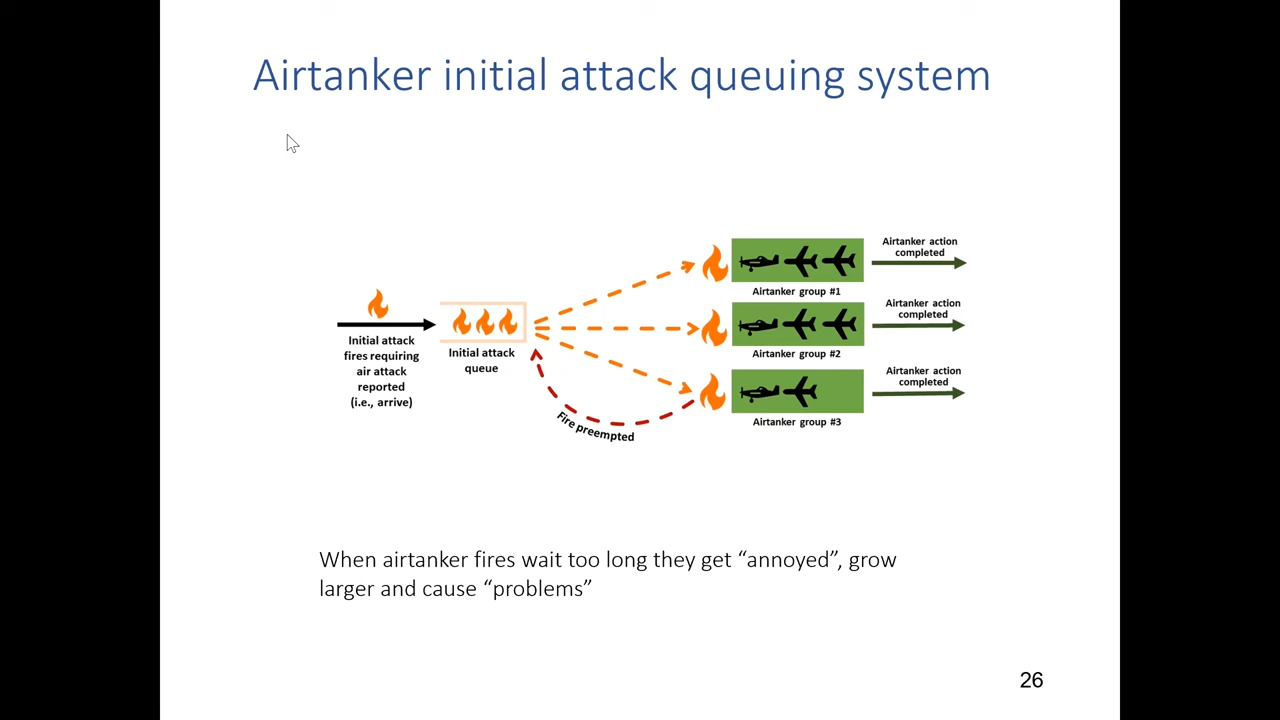 Airtanker initial attack queuing system
Airtanker action
completed
Airtanker group #1
Airtanker action
completed
Initial attack
fires requiring
air attack
reported
(i.e., arrive)
Initial attack
queue
Airtanker group #2
Airtanker action
completed
Fire preempted
Airtanker group #3
When airtanker fires wait too long they get “annoyed”, grow
larger and cause “problems”
26